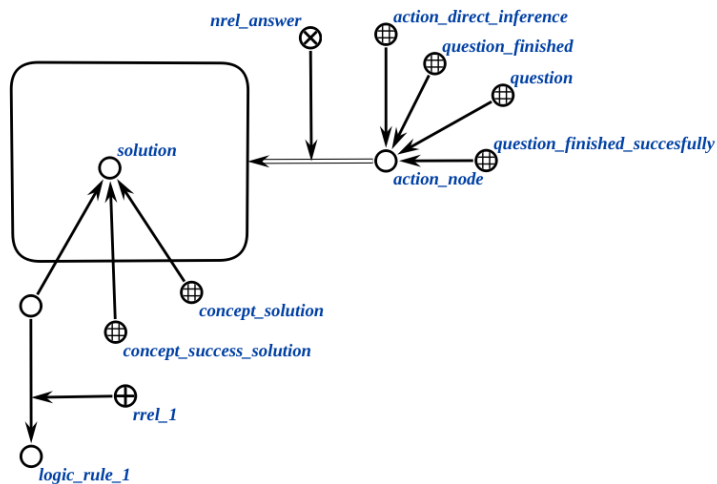 nrel_answer
action_direct_inference
question_finished
question
solution
question_finished_succesfully
action_node
concept_solution
concept_success_solution
rrel_1
logic_rule_1